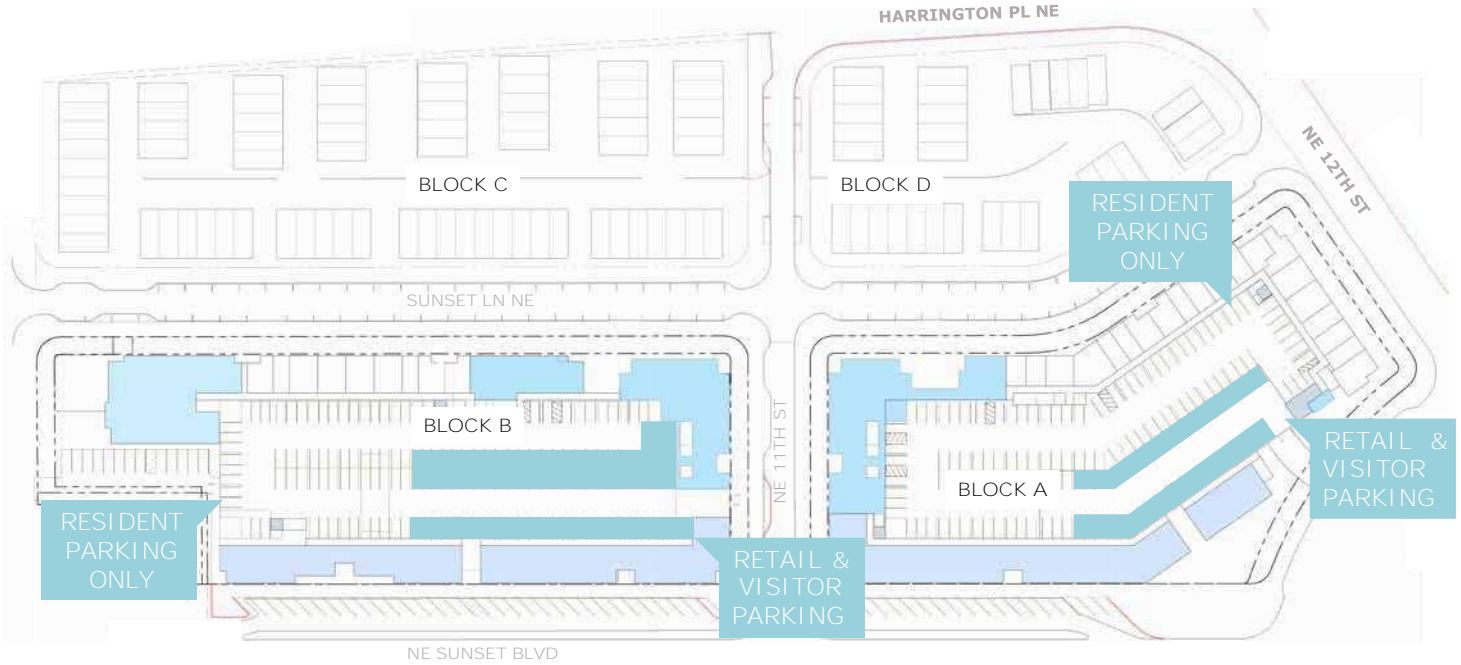 HARRINGTON PL NE
NE 12TH ST
BLOCK C
BLOCK D
RESIDENT
PARKING
ONLY
SUNSET LN NE
BLOCK B
NE 11TH ST
BLOCK A
RETAIL &
VISITOR
PARKING
RESIDENT
PARKING
ONLY
RETAIL &
VISITOR
PARKING
NE SUNSET BLVD